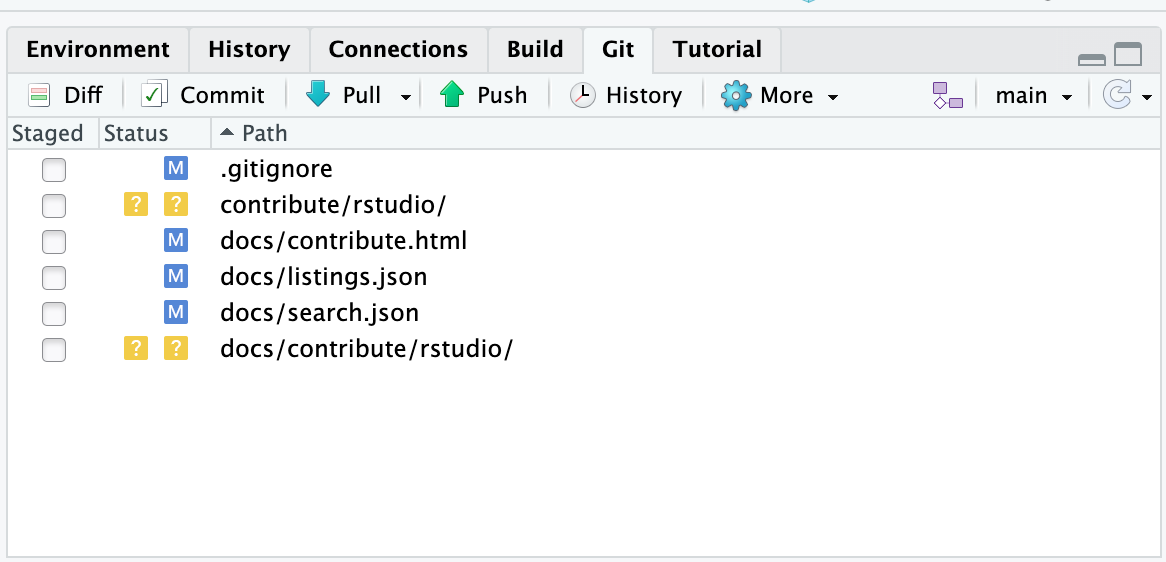 Environment History Connections Build Git Tutorial
Diff Commit Pull Push History More main
Staged Status Path
M .gitignore
? ? contribute/rstudio/
M docs/contribute.html
M docs/listings.json
M docs/search.json
? ? docs/contribute/rstudio/